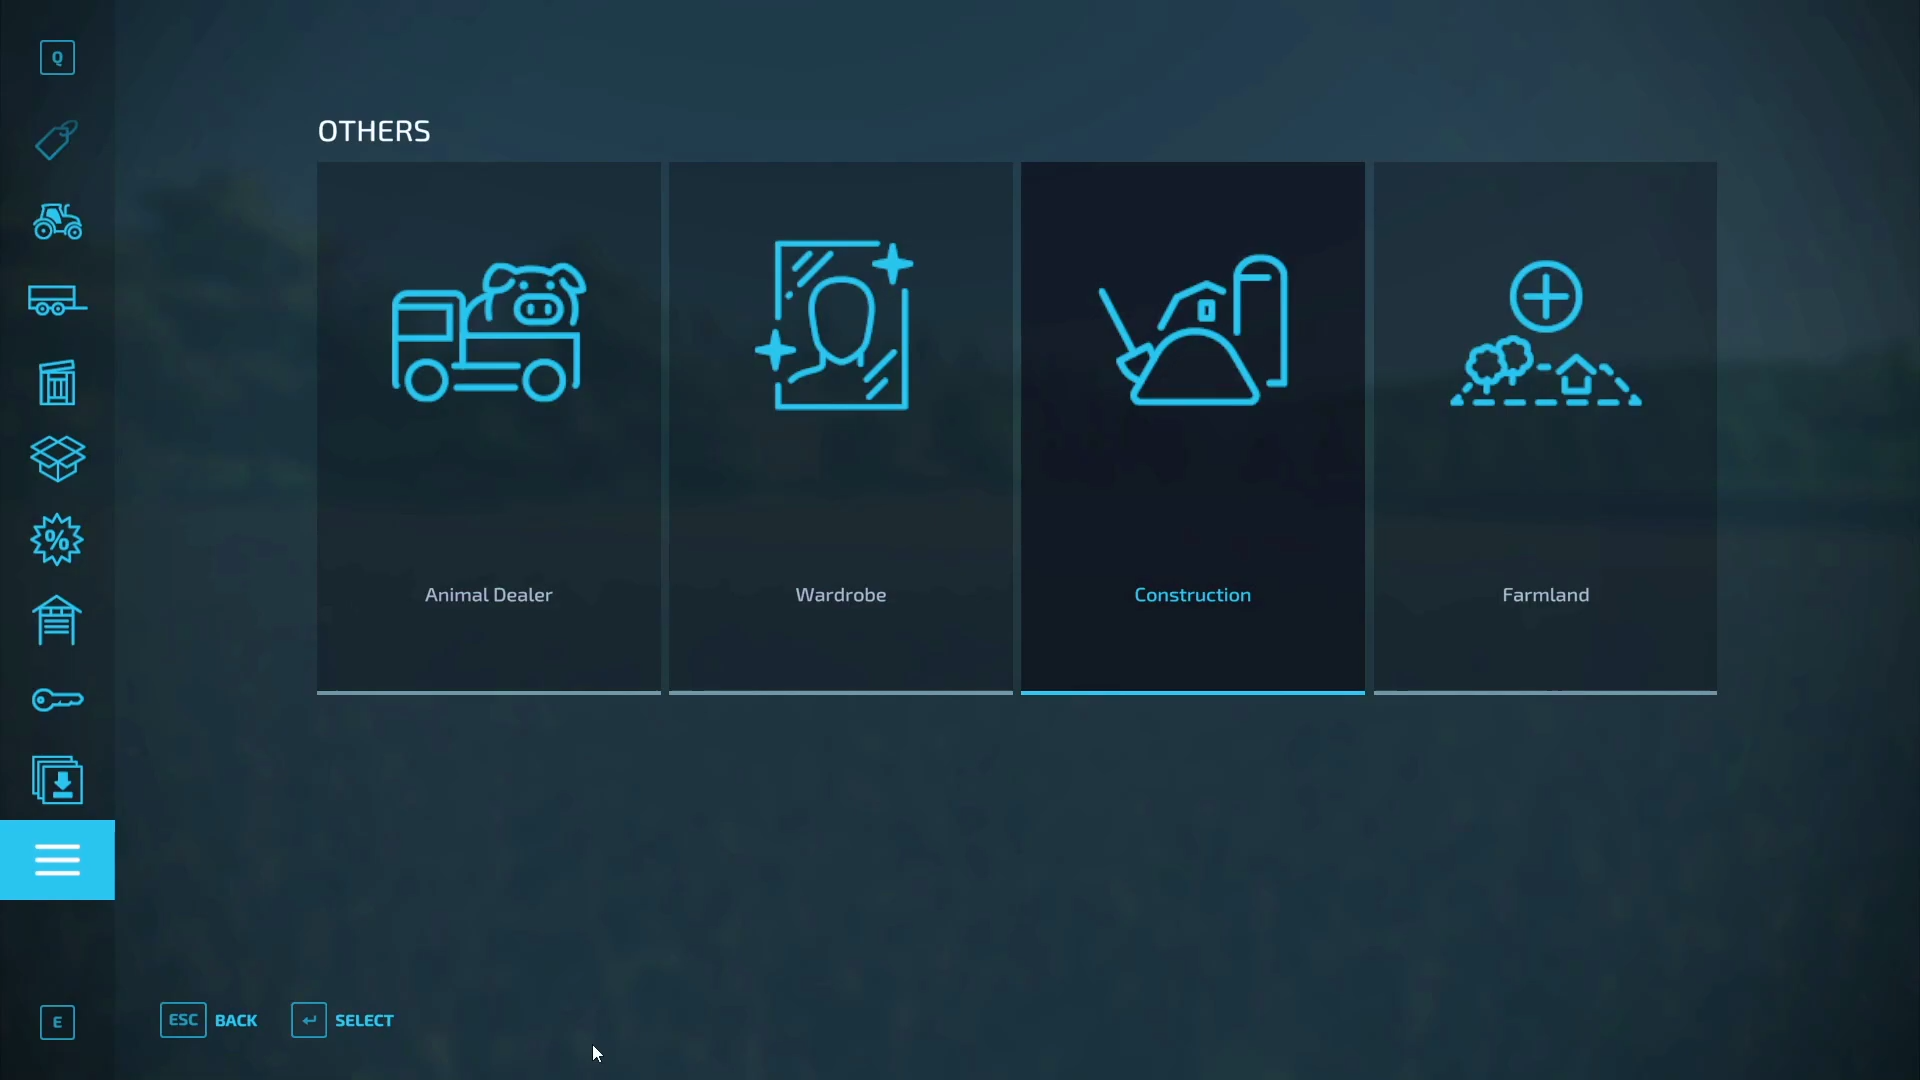 Q
OTHERS
%
Animal Dealer
Wardrobe
Construction
Farmland
E
ESC BACK
SELECT